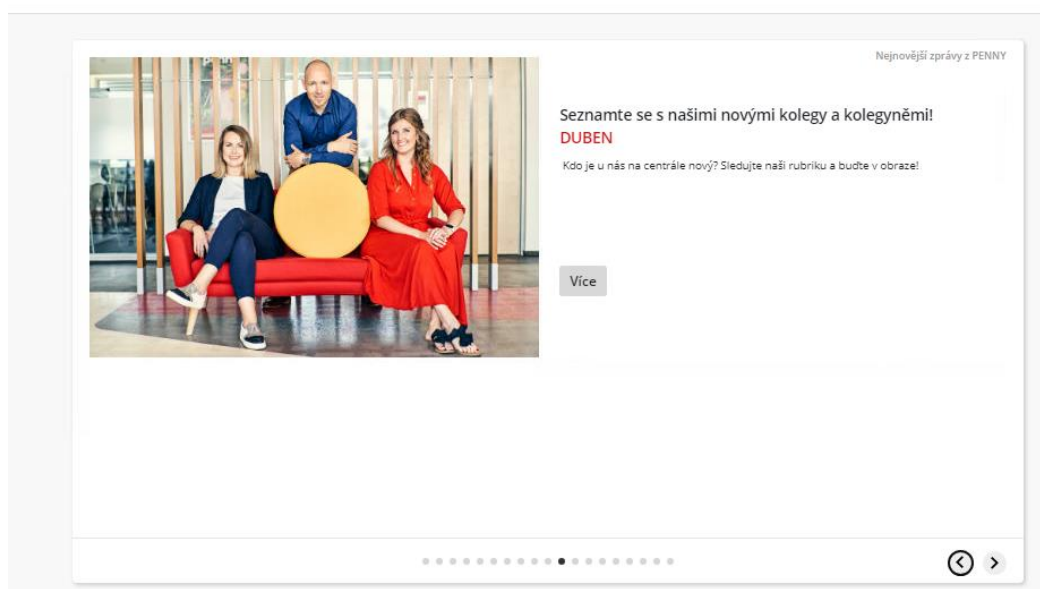 Nejnovější zprávy z PENNY
Seznamte se s našimi novými kolegy a kolegyněmi!
DUBEN
Kdo je u nás na centrále nový? Sledujte naši rubriku a buďte v obraze!
Více